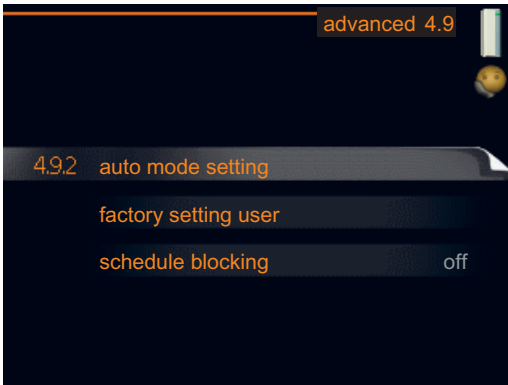 advanced 4.9
4.9.2 auto mode setting
factory setting user
schedule blocking off